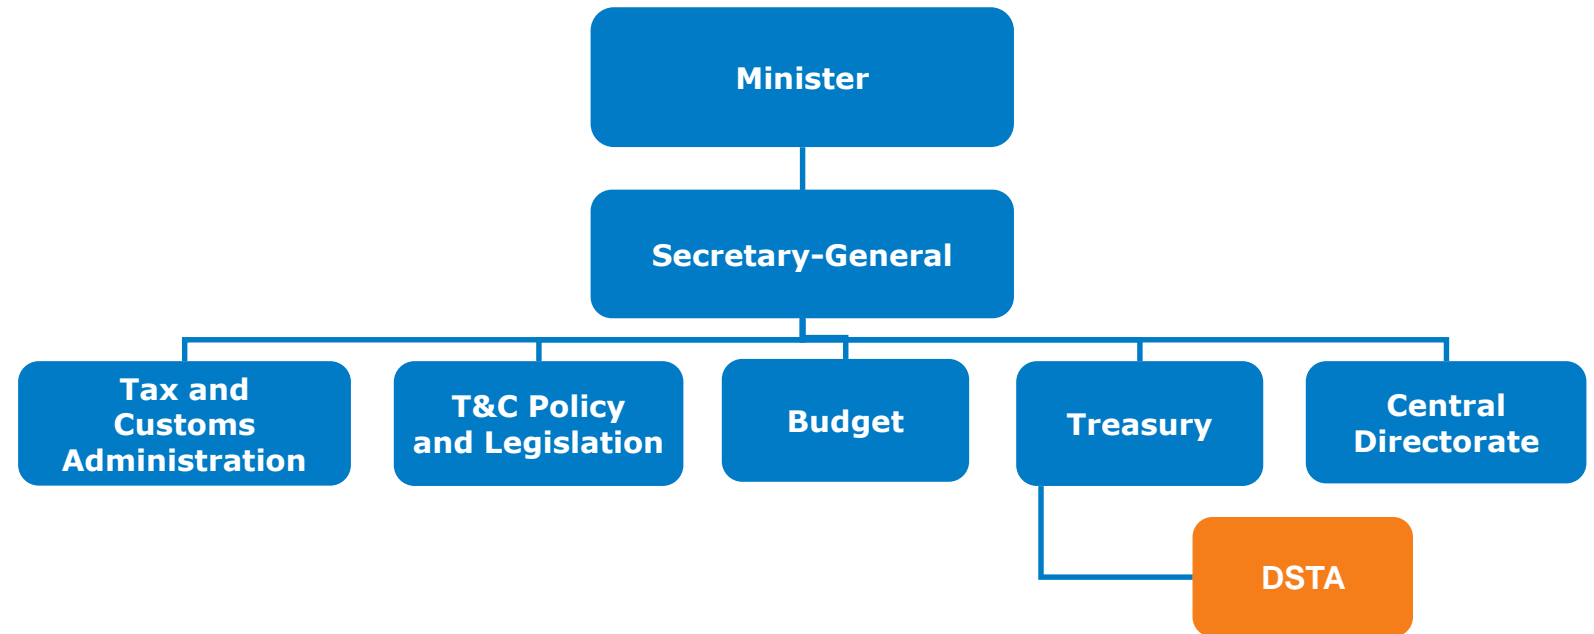 Minister
Secretary-General
Tax and
Customs
Administration
T&C Policy
and Legislation
Budget
Treasury
Central
Directorate
DSTA